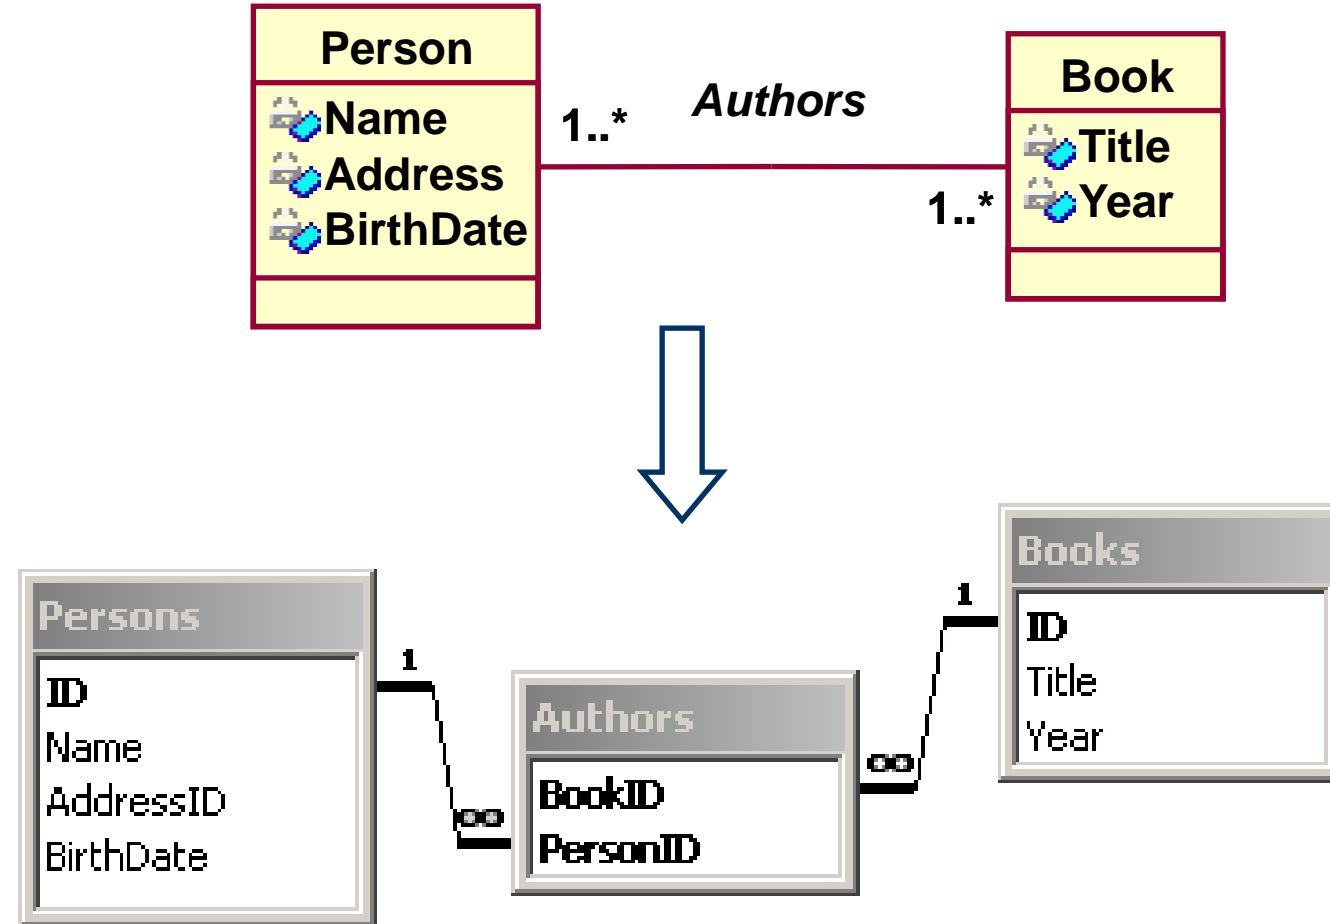 Person
Name
Address
BirthDate
1..*
Authors
1..*
Book
Title
Year
Persons
ID
Name
AddressID
BirthDate
1
∞
Authors
BookID
PersonID
∞
1
Books
ID
Title
Year